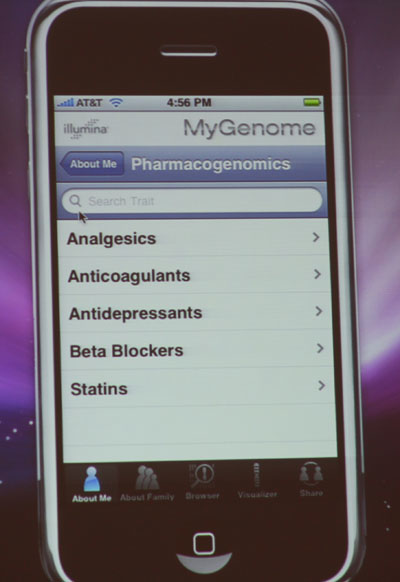 AT&T 4:56 PM
illumina MyGenome
About Me Pharmacogenomics
Search Trait
Analgesics
Anticoagulants
Antidepressants
Beta Blockers
Statins
About Me About Family Browser Visualizer Share